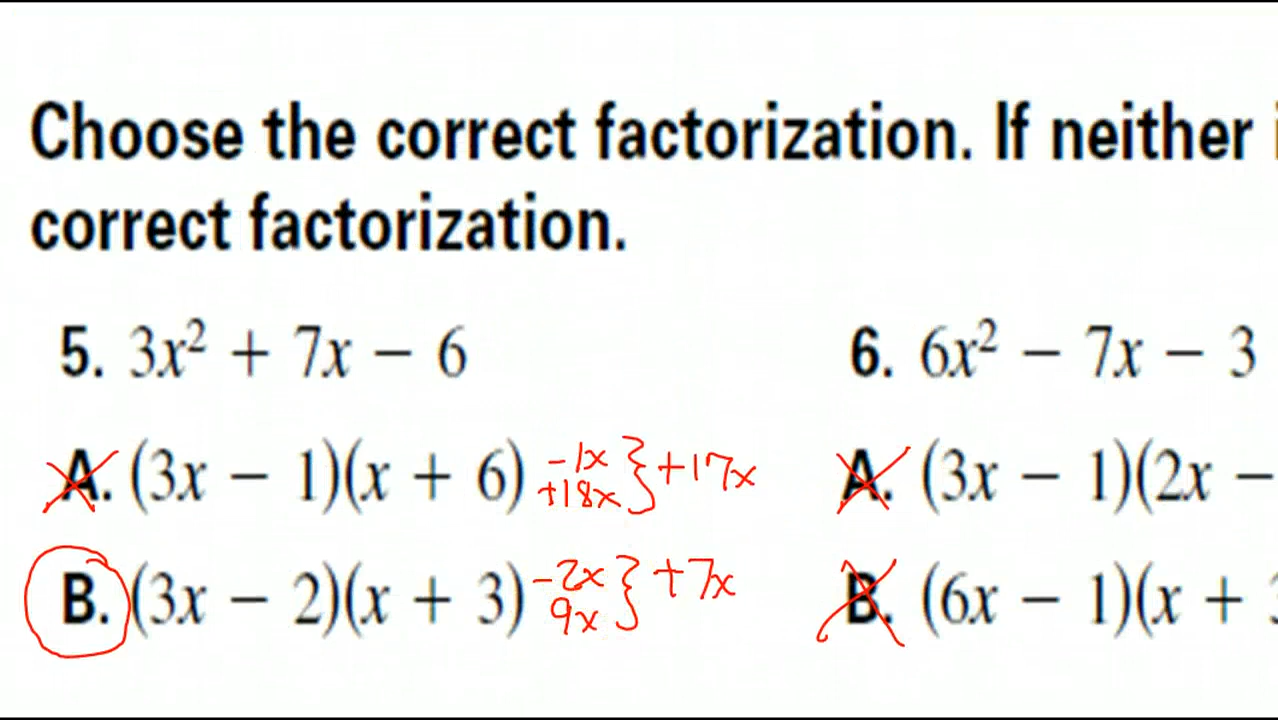 Choose the correct factorization. If neither
correct factorization.
5. 3x² + 7x − 6
6. 6x² − 7x − 3
A. (3x − 1)(x + 6) -1x +18x } +17x
A. (3x − 1)(2x −
B. (3x − 2)(x + 3) -2x 9x } +7x
B. (6x − 1)(x +